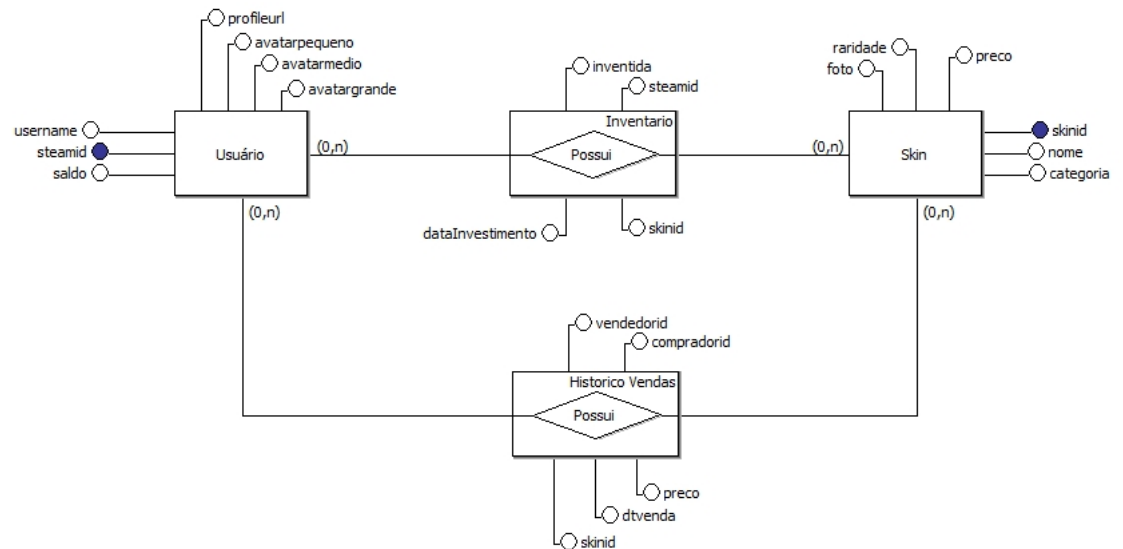 profileurl
avatarpequeno
avatarmedio
avatargrande
username
steamid
saldo
Usuário
(0,n)
(0,n)
inventida
steamid
Inventario
Possui
dataInvestimento
skinid
raridade
foto
preco
(0,n)
Skin
skinid
nome
categoria
(0,n)
vendedorid
compradorid
Historico Vendas
Possui
preco
dtvenda
skinid